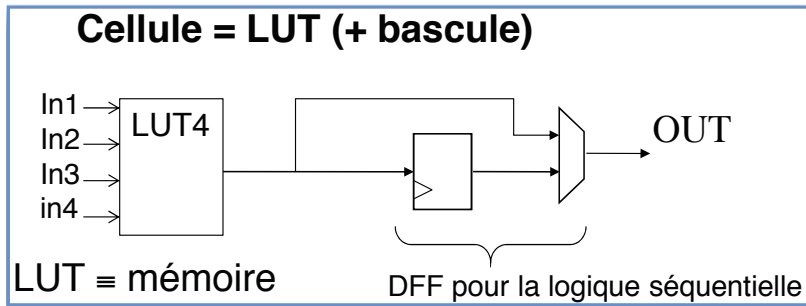 Cellule = LUT (+ bascule)
In1
LUT4
In2
In3
in4
OUT
LUT ≡ mémoire
DFF pour la logique séquentielle